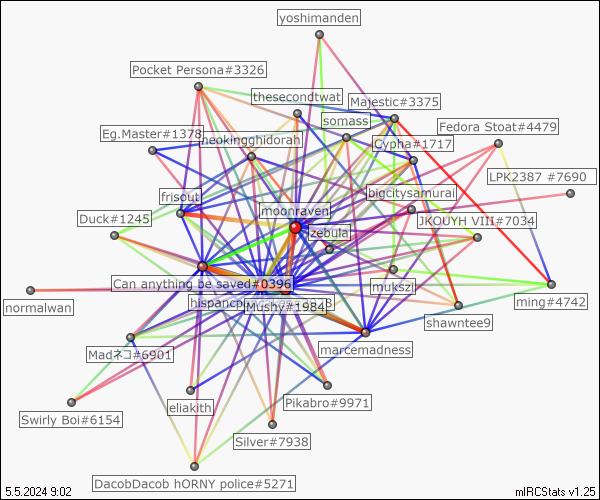 yoshimanden
Pocket Persona#3326
thesecondtwat
Majestic#3375
somass
Fedora Stoat#4479
Eg.Master#1378
neokingghidorah
Cypha#1717
LPK2387 #7690
frisout
bigcitysamurai
moonraven
Duck#1245
JKOUYH VIII#7034
zebula
Can anything be saved#0396
mukszi
normalwan
Mushy#1984
ming#4742
shawntee9
marcemadness
Madネコ#6901
Pikabro#9971
eliakith
Swirly Boi#6154
Silver#7938
DacobDacob hORNY police#5271
5.5.2024 9:02
mIRCStats v1.25